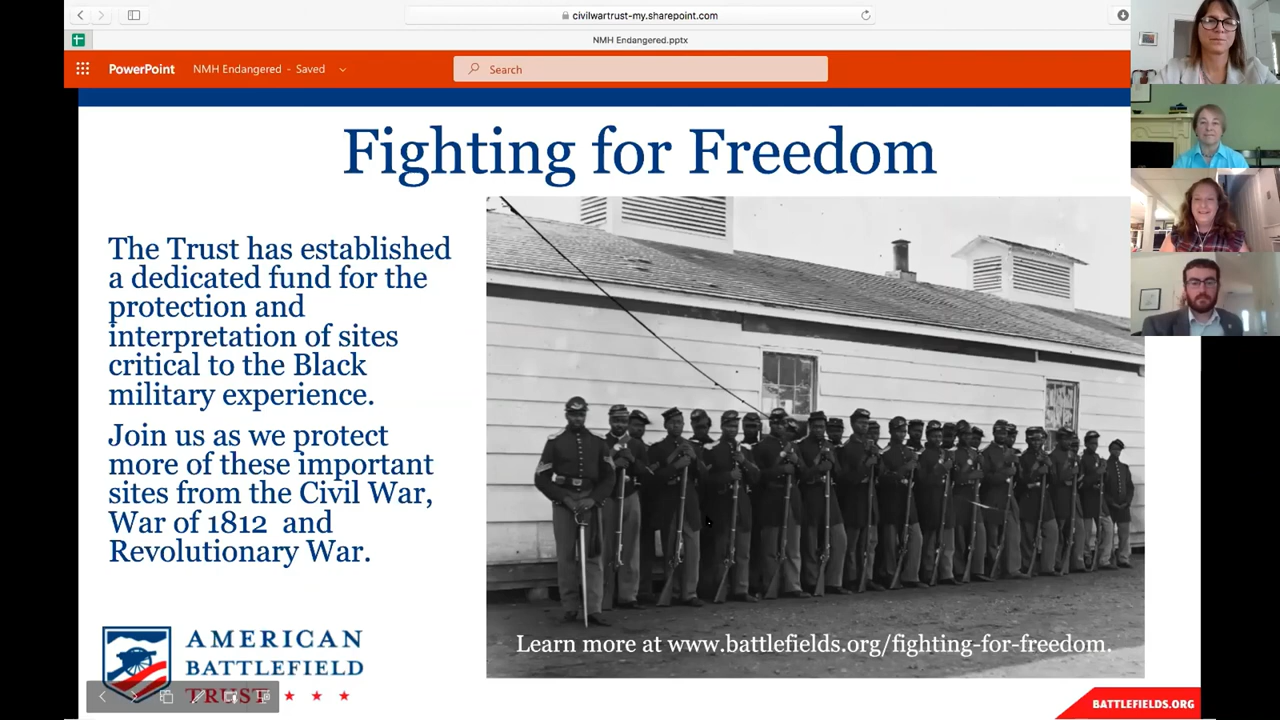 civilwartrust-my.sharepoint.com
NMH Endangered.pptx
PowerPoint NMH Endangered - Saved Search
Fighting for Freedom
The Trust has established
a dedicated fund for the
protection and
interpretation of sites
critical to the Black
military experience.
Join us as we protect
more of these important
sites from the Civil War,
War of 1812 and
Revolutionary War.
Learn more at www.battlefields.org/fighting-for-freedom.
AMERICAN
BATTLEFIELD
TRUST
BATTLEFIELDS.ORG